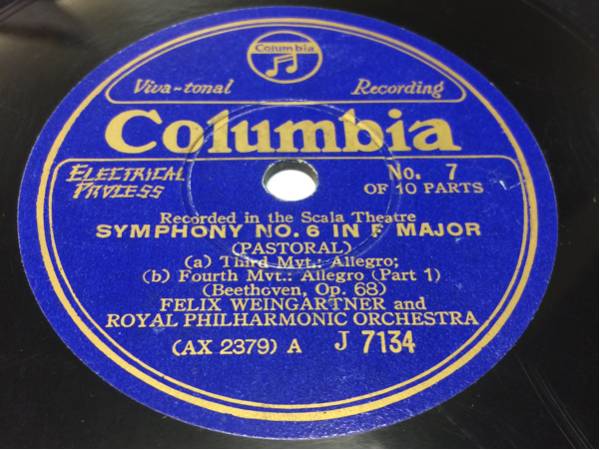 Columbia
Viva-tonal Recording
Columbia
ELECTRICAL
PROCESS
No. 7
OF 10 PARTS
Recorded in the Scala Theatre
SYMPHONY NO. 6 IN F MAJOR
(PASTORAL)
(a) Third Mvt.: Allegro;
(b) Fourth Mvt.: Allegro (Part 1)
(Beethoven, Op. 68)
FELIX WEINGARTNER and
ROYAL PHILHARMONIC ORCHESTRA
(AX 2379) A J 7134